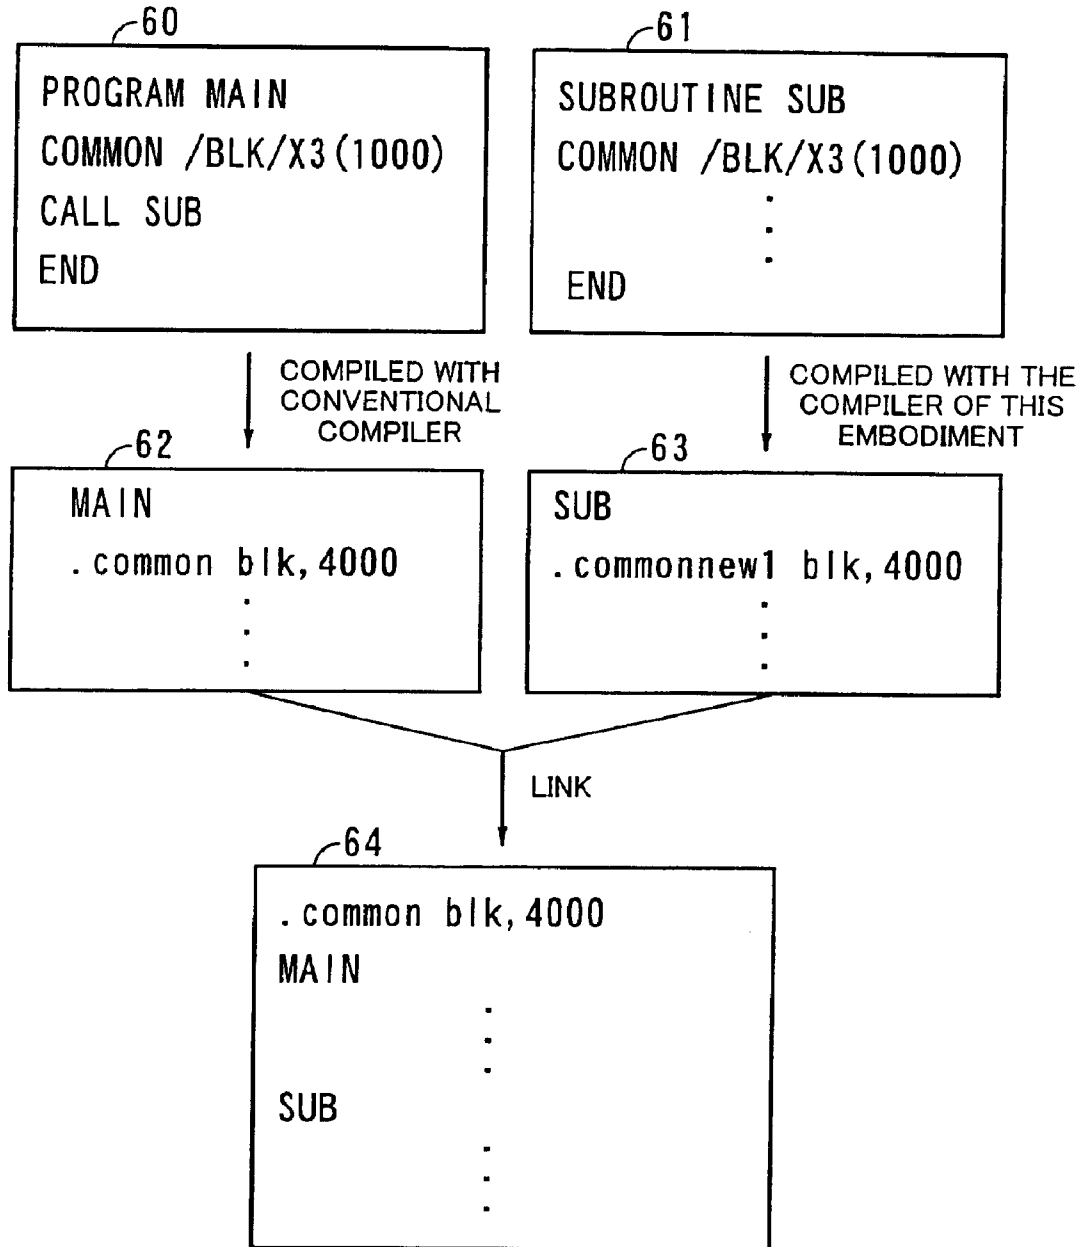 60
PROGRAM MAIN
COMMON /BLK/X3(1000)
CALL SUB
END
61
SUBROUTINE SUB
COMMON /BLK/X3(1000)
END
COMPILED WITH
CONVENTIONAL
COMPILER
COMPILED WITH THE
COMPILER OF THIS
EMBODIMENT
62
MAIN
.common blk,4000
63
SUB
.commonnew1 blk,4000
LINK
64
.common blk,4000
MAIN
SUB